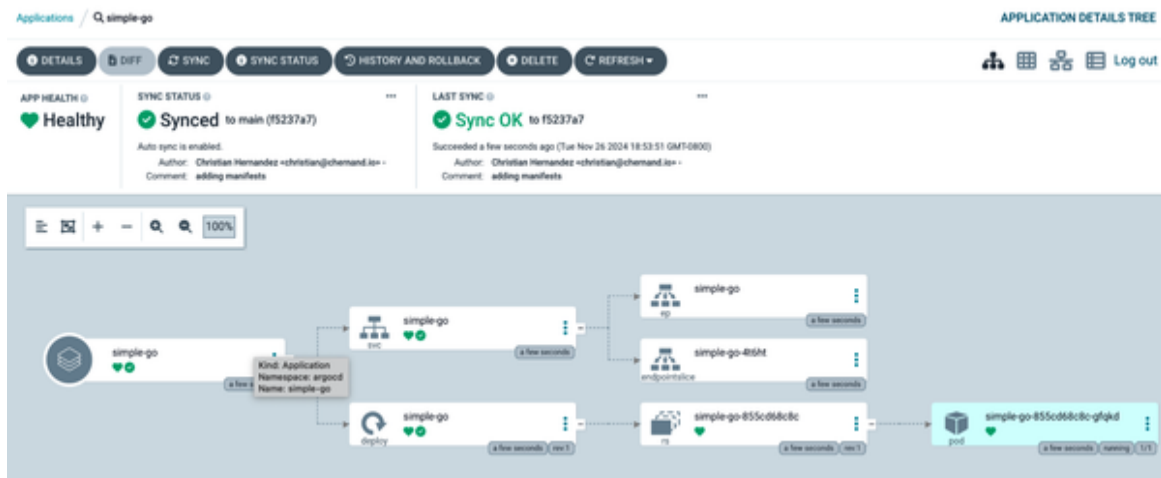 Applications / simple-go
APPLICATION DETAILS TREE
DETAILS DIFF SYNC SYNC STATUS HISTORY AND ROLLBACK DELETE REFRESH
Log out
APP HEALTH
Healthy
SYNC STATUS
Synced to main (f5237a7)
Auto sync is enabled.
Author: Christian Hernandez <christian@chernand.io> -
Comment: adding manifests
LAST SYNC
Sync OK to f5237a7
Succeeded a few seconds ago (Tue Nov 26 2024 18:53:51 GMT-0800)
Author: Christian Hernandez <christian@chernand.io> -
Comment: adding manifests
100%
simple-go
a few
Kind: Application
Namespace: argocd
Name: simple-go
simple-go
svc
a few seconds
simple-go
deploy
a few seconds rev:1
simple-go
ep
a few seconds
simple-go-4t6ht
endpointslice
a few seconds
simple-go-855cd68c8c
rs
a few seconds rev:1
simple-go-855cd68c8c-gfqkd
pod
a few seconds running 1/1